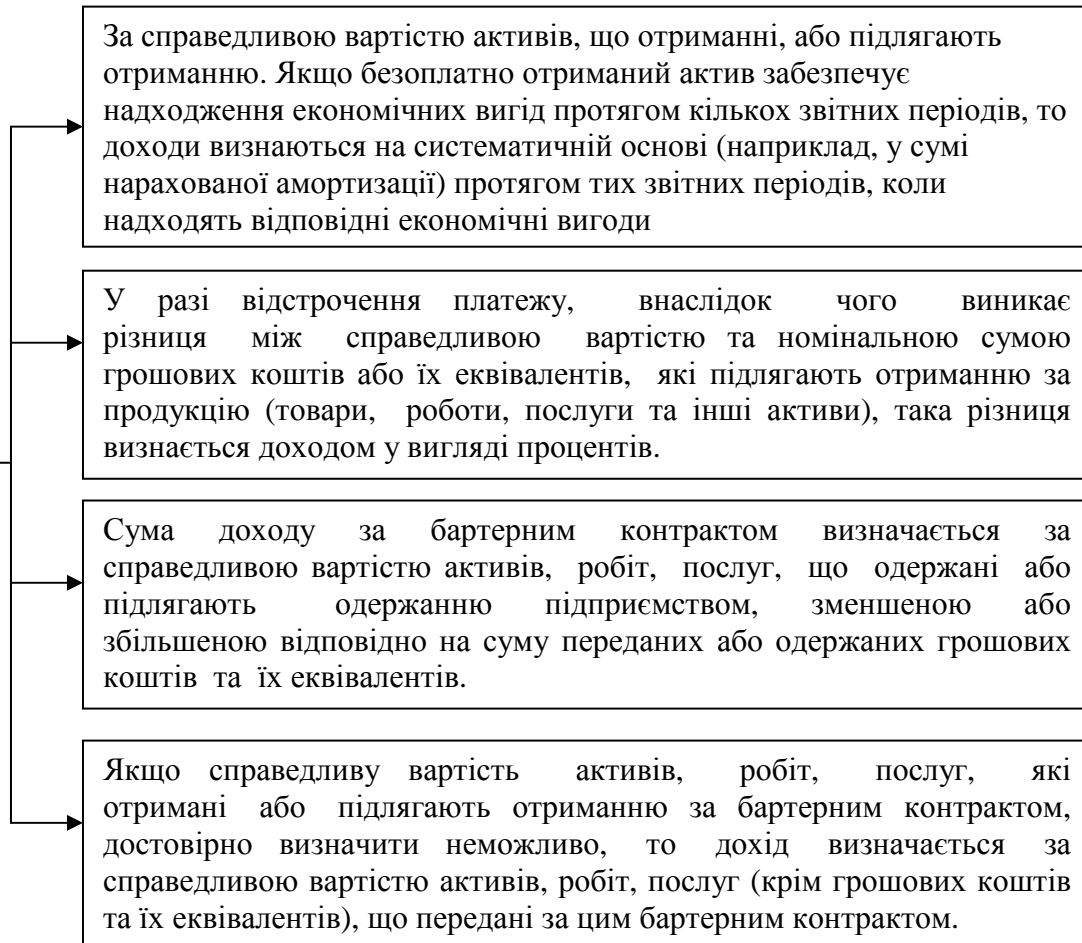 За справедливою вартістю активів, що отриманні, або підлягають
отриманню. Якщо безоплатно отриманий актив забезпечує
надходження економічних вигід протягом кількох звітних періодів, то
доходи визнаються на систематичній основі (наприклад, у сумі
нарахованої амортизації) протягом тих звітних періодів, коли
надходять відповідні економічні вигоди
У разі відстрочення платежу, внаслідок чого виникає
різниця між справедливою вартістю та номінальною сумою
грошових коштів або їх еквівалентів, які підлягають отриманню за
продукцію (товари, роботи, послуги та інші активи), така різниця
визнається доходом у вигляді процентів.
Сума доходу за бартерним контрактом визначається за
справедливою вартістю активів, робіт, послуг, що одержані або
підлягають одержанню підприємством, зменшеною або
збільшеною відповідно на суму переданих або одержаних грошових
коштів та їх еквівалентів.
Якщо справедливу вартість активів, робіт, послуг, які
отримані або підлягають отриманню за бартерним контрактом,
достовірно визначити неможливо, то дохід визначається за
справедливою вартістю активів, робіт, послуг (крім грошових коштів
та їх еквівалентів), що передані за цим бартерним контрактом.